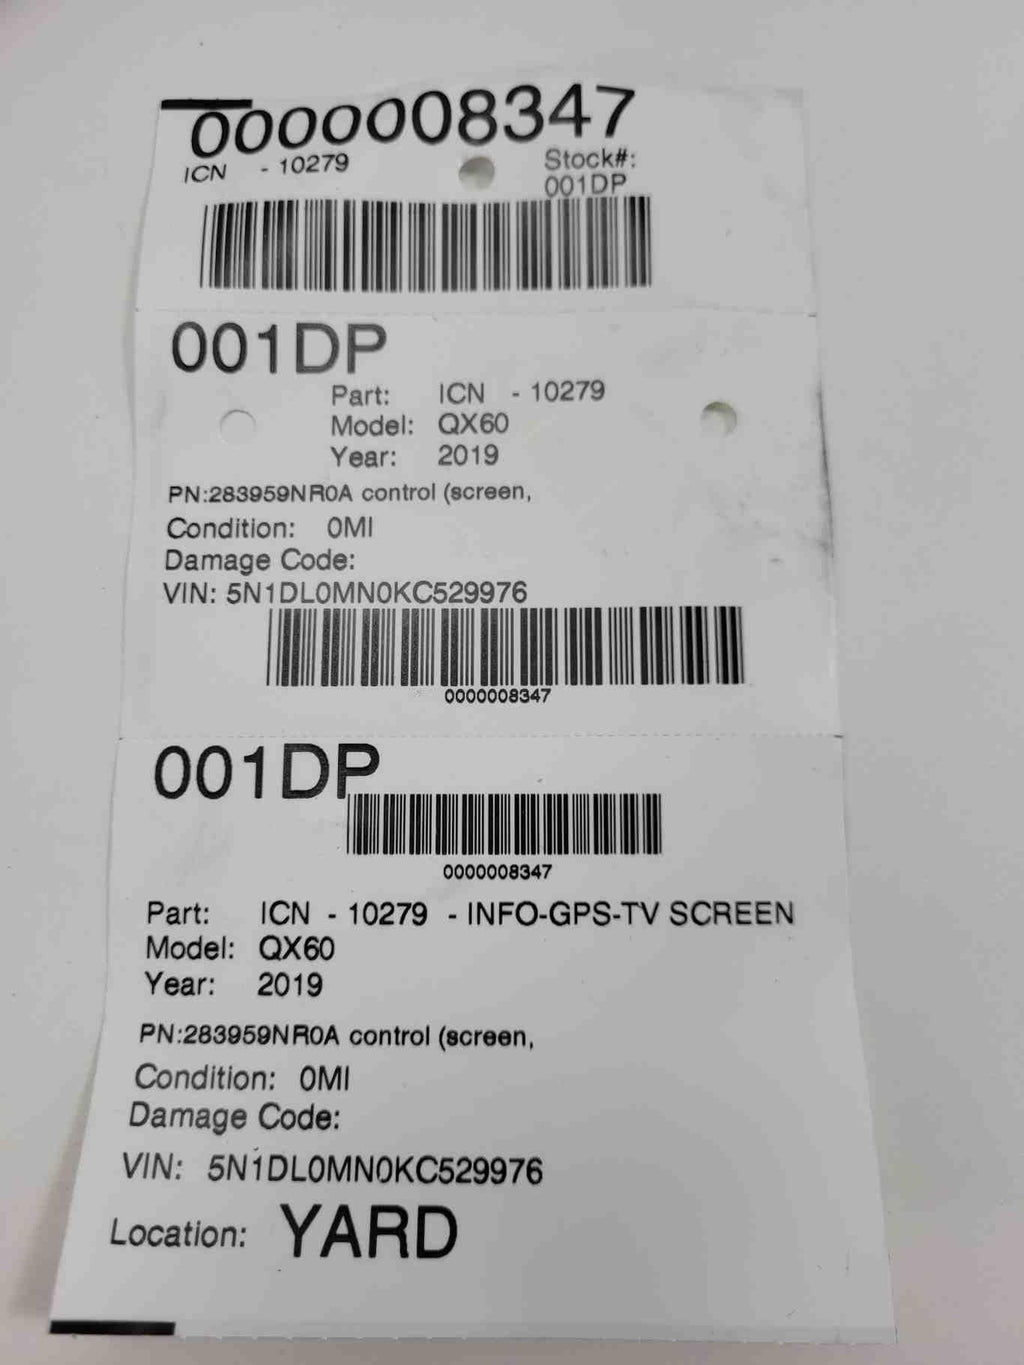 0000008347
ICN - 10279 Stock#:
001DP
001DP
Part: ICN - 10279
Model: QX60
Year: 2019
PN:283959NR0A control (screen,
Condition: 0MI
Damage Code:
VIN: 5N1DL0MN0KC529976
0000008347
001DP
0000008347
Part: ICN - 10279 - INFO-GPS-TV SCREEN
Model: QX60
Year: 2019
PN:283959NR0A control (screen,
Condition: 0MI
Damage Code:
VIN: 5N1DL0MN0KC529976
Location: YARD